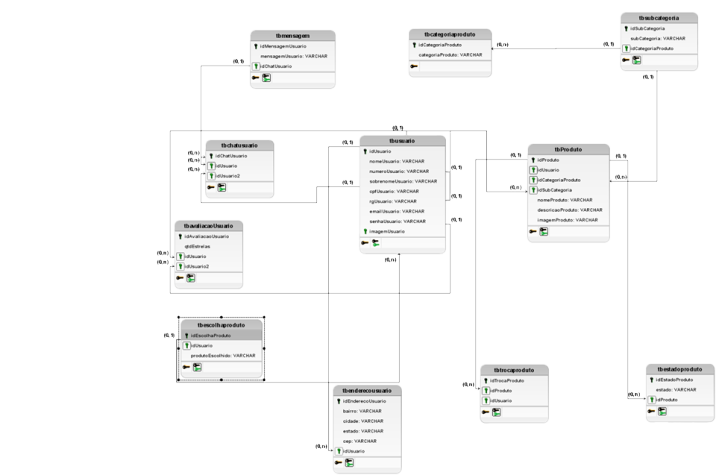 tbmensagem
idMensagemUsuario
mensagemUsuario: VARCHAR
idChatUsuario
(0, 1)
tbcategoriaproduto
idCategoriaProduto
categoriaProduto: VARCHAR
(0, n)
(0, 1)
tbsubcategoria
idSubCategoria
subCategoria: VARCHAR
idCategoriaProduto
(0, 1)
tbchatusuario
idChatUsuario
idUsuario
idUsuario2
(0, n)
(0, n)
(0, n)
(0, 1)
(0, 1)
(0, 1)
tbusuario
idUsuario
nomeUsuario: VARCHAR
numeroUsuario: VARCHAR
sobrenomeUsuario: VARCHAR
cpfUsuario: VARCHAR
rgUsuario: VARCHAR
emailUsuario: VARCHAR
senhaUsuario: VARCHAR
imagemUsuario
(0, 1)
(0, 1)
(0, n)
tbProduto
idProduto
idUsuario
idCategoriaProduto
idSubCategoria
nomeProduto: VARCHAR
descricaoProduto: VARCHAR
imagemProduto: VARCHAR
(0, 1)
(0, n)
(0, 1)
(0, n)
tbavaliacaoUsuario
idAvaliacaoUsuario
qtdEstrelas
idUsuario
idUsuario2
(0, n)
(0, n)
tbescolhaproduto
idEscolhaProduto
idUsuario
produtoEscolhido: VARCHAR
(0, 1)
tbenderecousuario
idEnderecoUsuario
bairro: VARCHAR
cidade: VARCHAR
estado: VARCHAR
cep: VARCHAR
idUsuario
(0, n)
tbtrocaproduto
idTrocaProduto
idProduto
idUsuario
(0, n)
tbestadoproduto
idEstadoProduto
estado: VARCHAR
idProduto
(0, n)